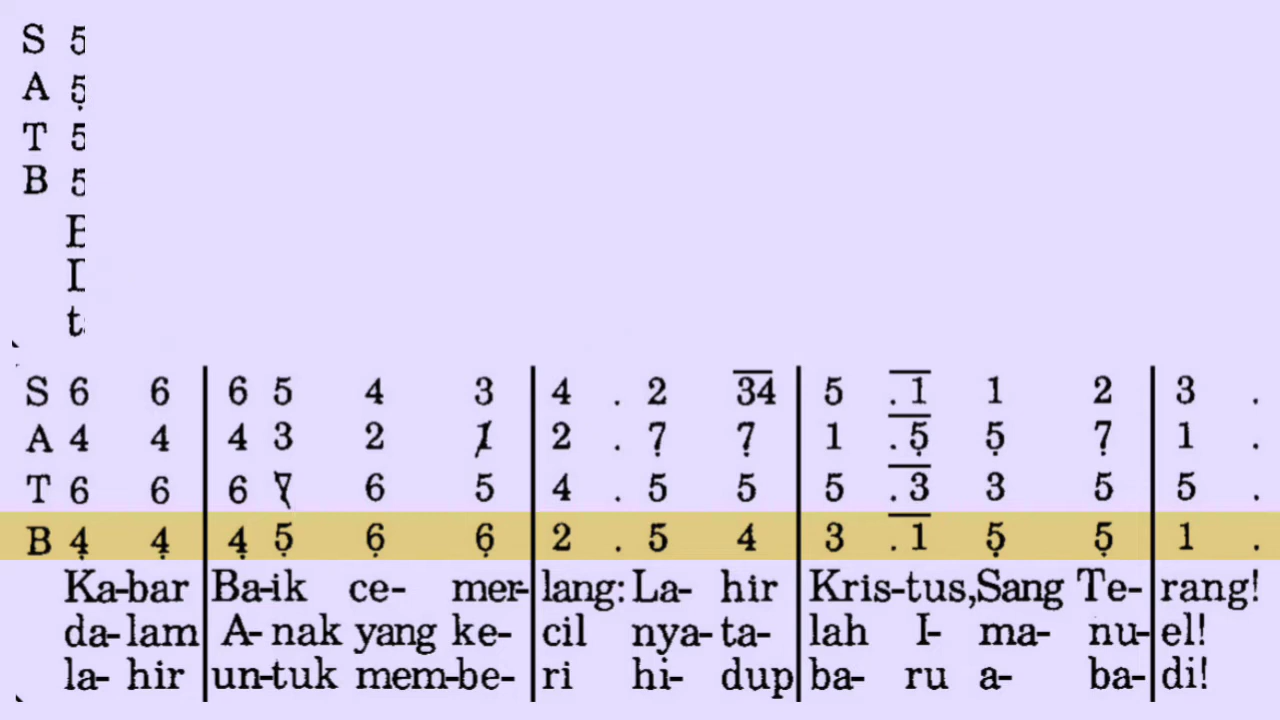 S 5
A 5̣
T 5
B 5
B
D
t
S 6 6 | 6 5 4 3 | 4 . 2 3̅4̅ | 5 .̅ 1̅ 1 2 | 3 .
A 4 4 | 4 3 2 1̸ | 2 . 7̣ 7̣ | 1 .̅ 5̣̅ 5̣ 7̣ | 1 .
T 6 6 | 6 7̸ 6 5 | 4 . 5 5 | 5 .̅ 3̅ 3 5 | 5 .
B 4̣ 4̣ | 4̣ 5̣ 6̣ 6̣ | 2 . 5 4 | 3 .̅ 1̅ 5̣ 5̣ | 1 .
Ka-bar | Ba-ik ce- mer- | lang: La- hir | Kris-tus, Sang Te- | rang!
da-lam | A- nak yang ke- | cil nya-ta- | lah I- ma- nu- | el!
la- hir | un-tuk mem-be- | ri hi- dup | ba- ru a- ba- | di!